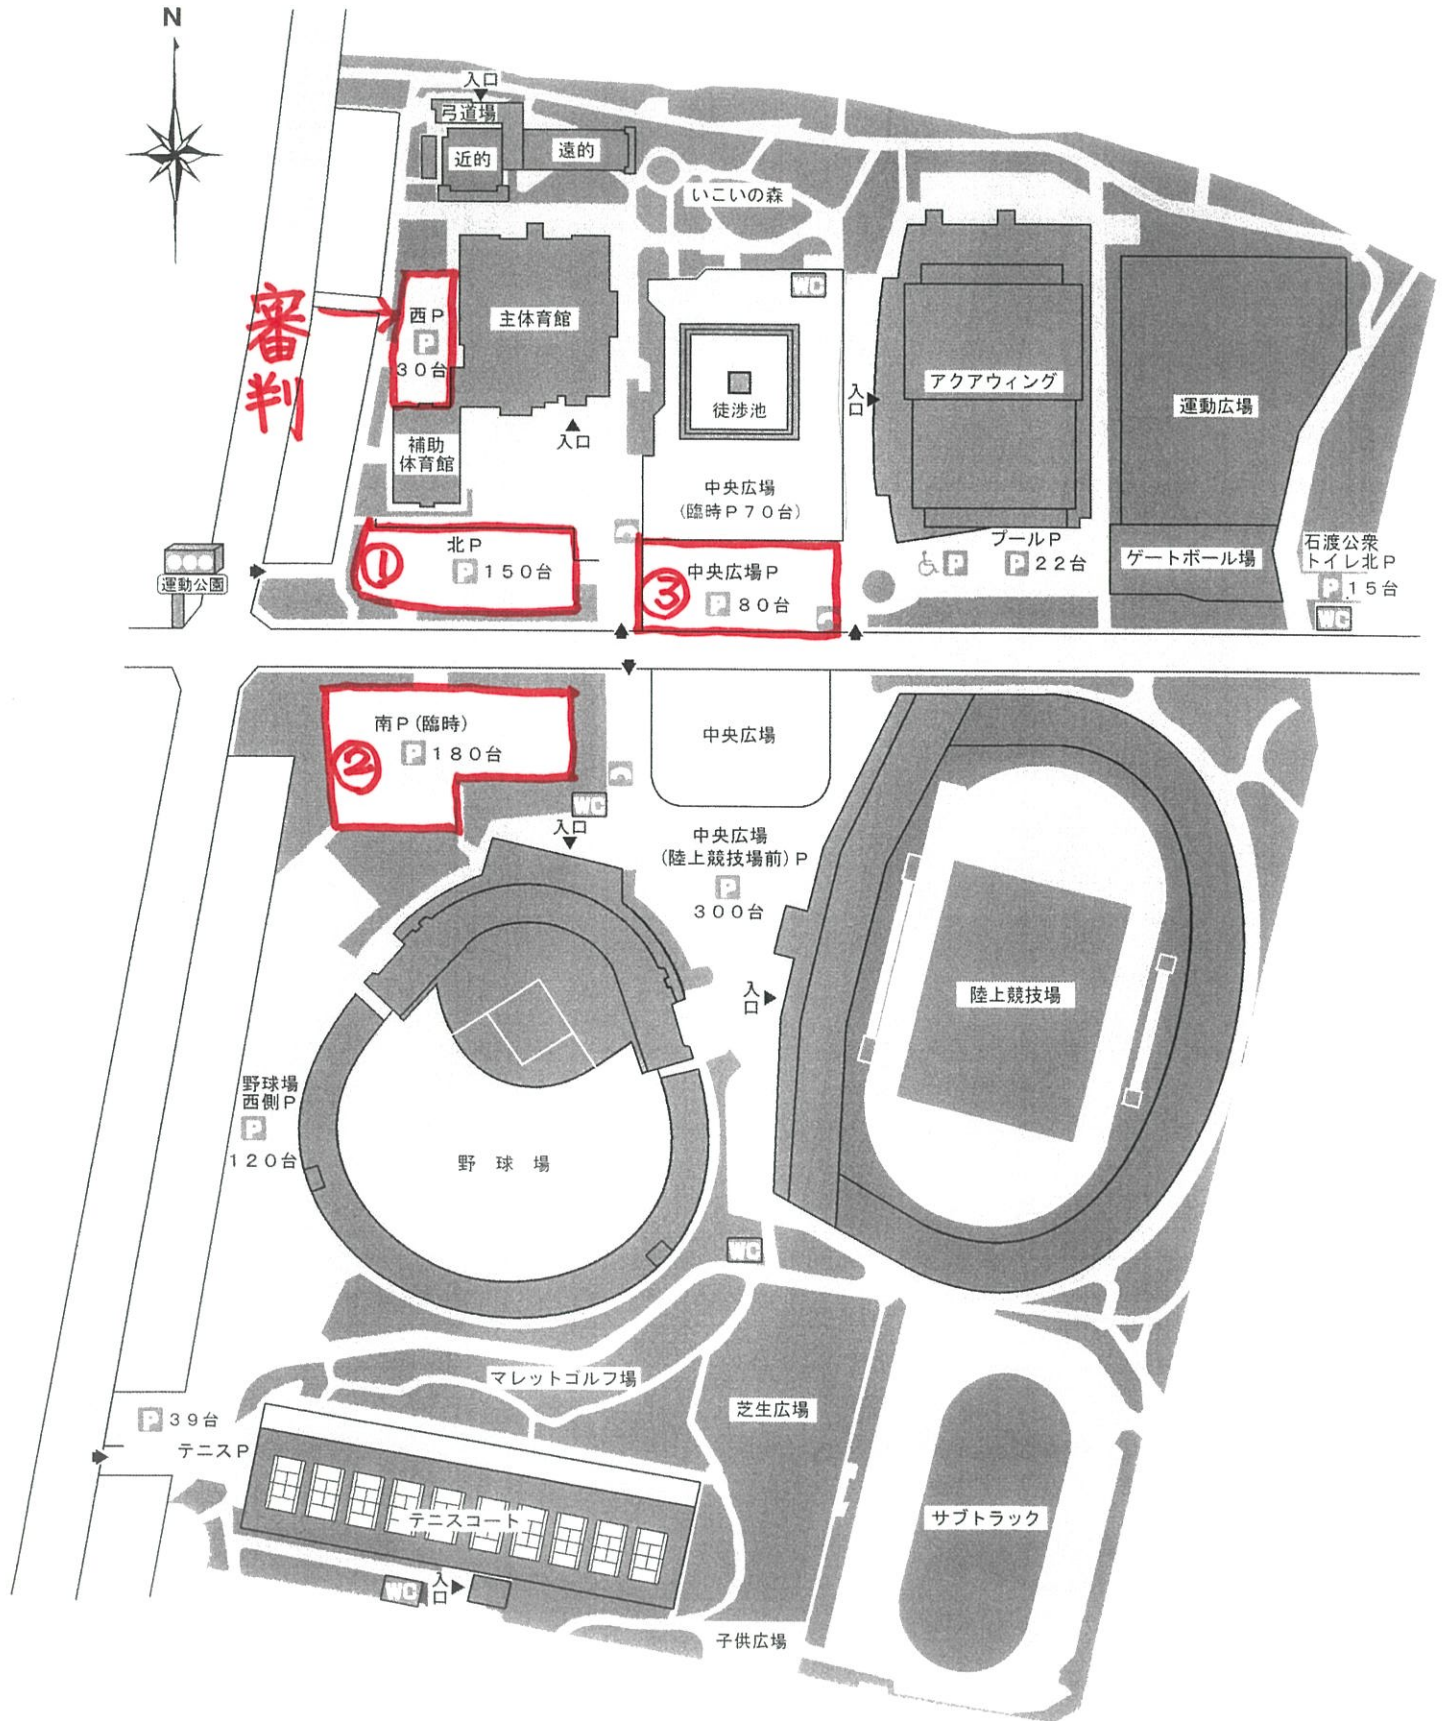 N
入口
弓道場
近的
遠的
いこいの森
審判
西P
P
30台
主体育館
入口
補助
体育館
WC
徒渉池
中央広場
(臨時P70台)
入口
アクアウィング
運動広場
プールP
P
P 22台
ゲートボール場
石渡公衆
トイレ北P
P 15台
WC
運動公園
①
北P
P 150台
③
中央広場P
P 80台
②
南P(臨時)
P 180台
WC
入口
中央広場
中央広場
(陸上競技場前)P
P
300台
入口
陸上競技場
野球場
西側P
P
120台
野球場
WC
マレットゴルフ場
芝生広場
P 39台
テニスP
テニスコート
WC
入口
サブトラック
子供広場